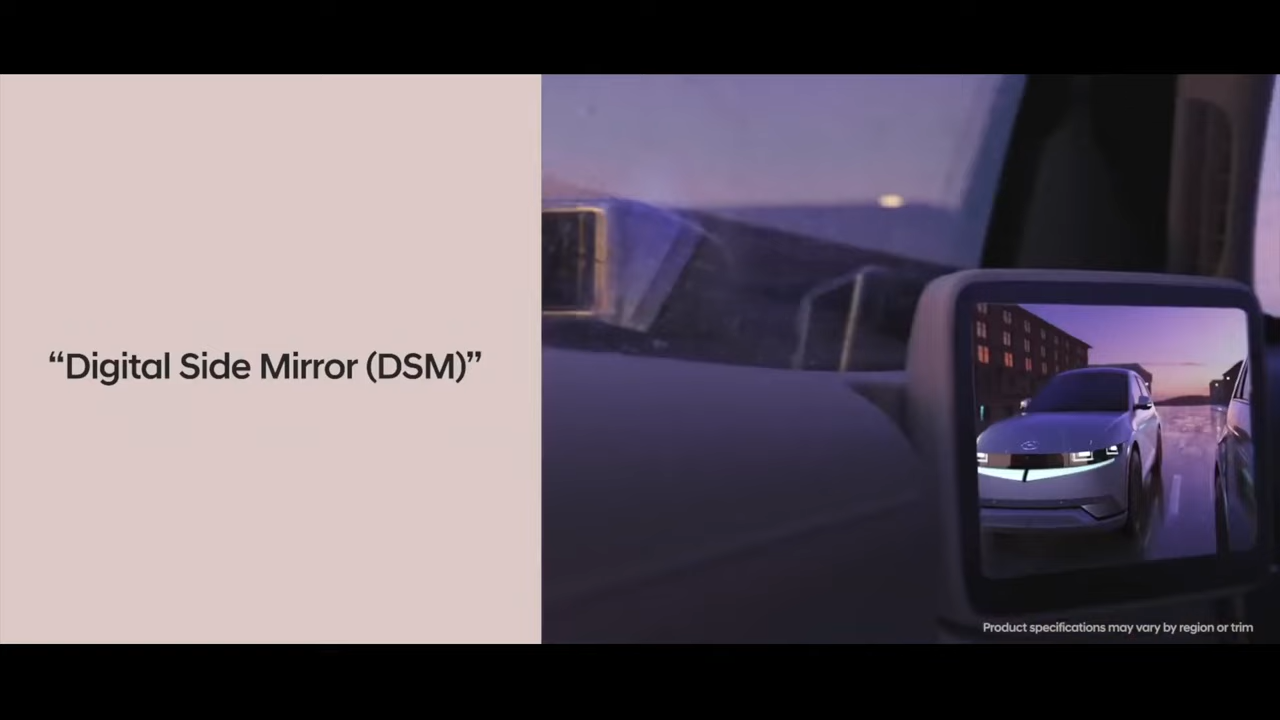 “Digital Side Mirror (DSM)”
Product specifications may vary by region or trim